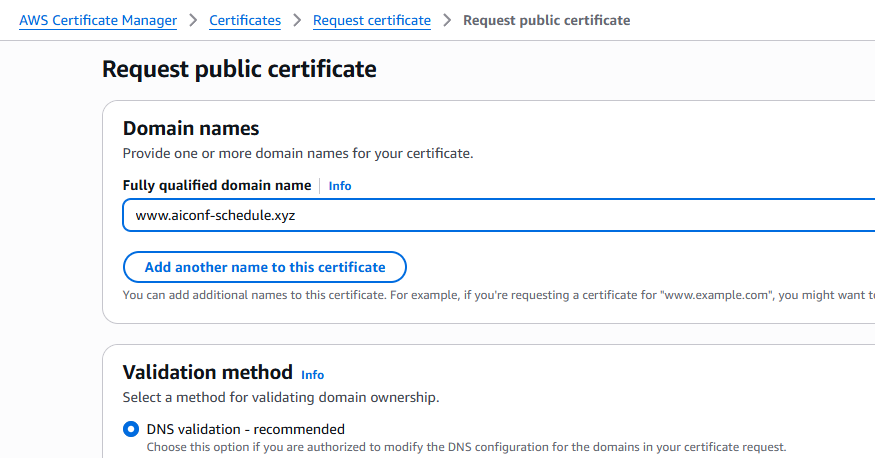 AWS Certificate Manager > Certificates > Request certificate > Request public certificate
Request public certificate
Domain names
Provide one or more domain names for your certificate.
Fully qualified domain name | Info
www.aiconf-schedule.xyz
Add another name to this certificate
You can add additional names to this certificate. For example, if you're requesting a certificate for "www.example.com", you might want to
Validation method Info
Select a method for validating domain ownership.
DNS validation - recommended
Choose this option if you are authorized to modify the DNS configuration for the domains in your certificate request.